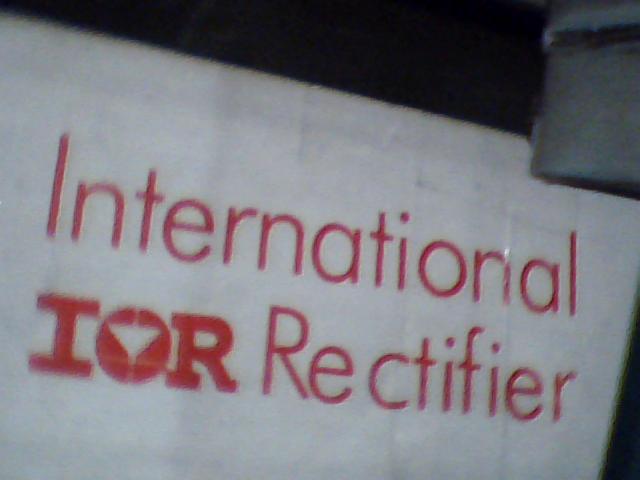 International
IOR Rectifier